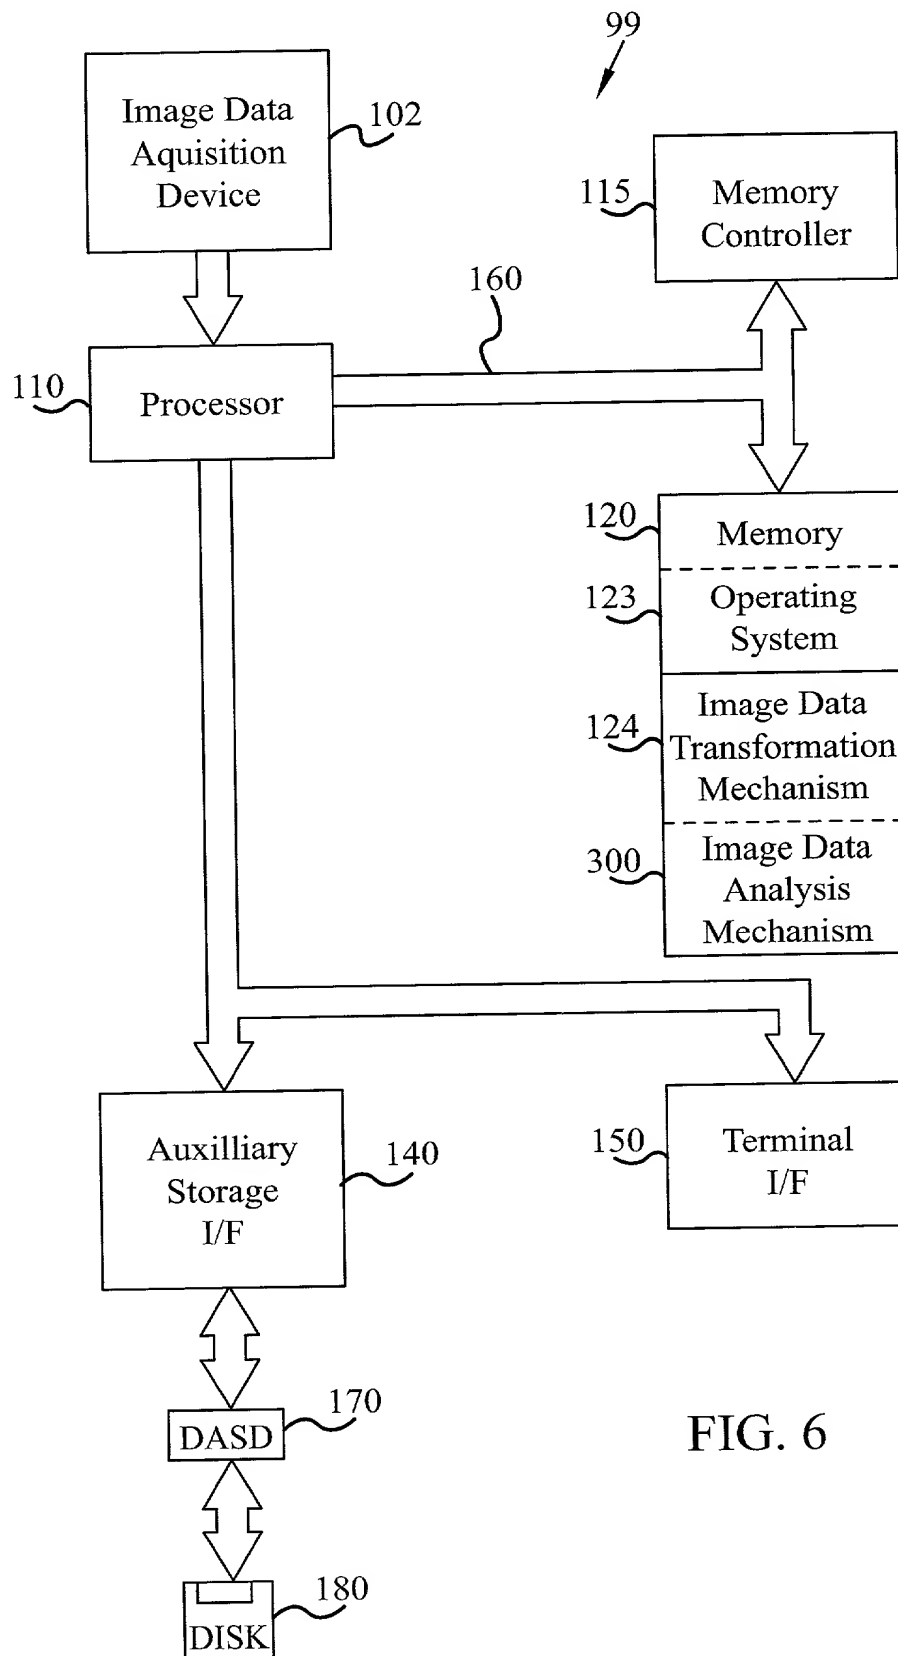 99
Image Data
Aquisition
Device
102
115
Memory
Controller
160
110
Processor
120
Memory
123
Operating
System
124
Image Data
Transformation
Mechanism
300
Image Data
Analysis
Mechanism
Auxilliary
Storage
I/F
140
150
Terminal
I/F
170
DASD
FIG. 6
180
DISK